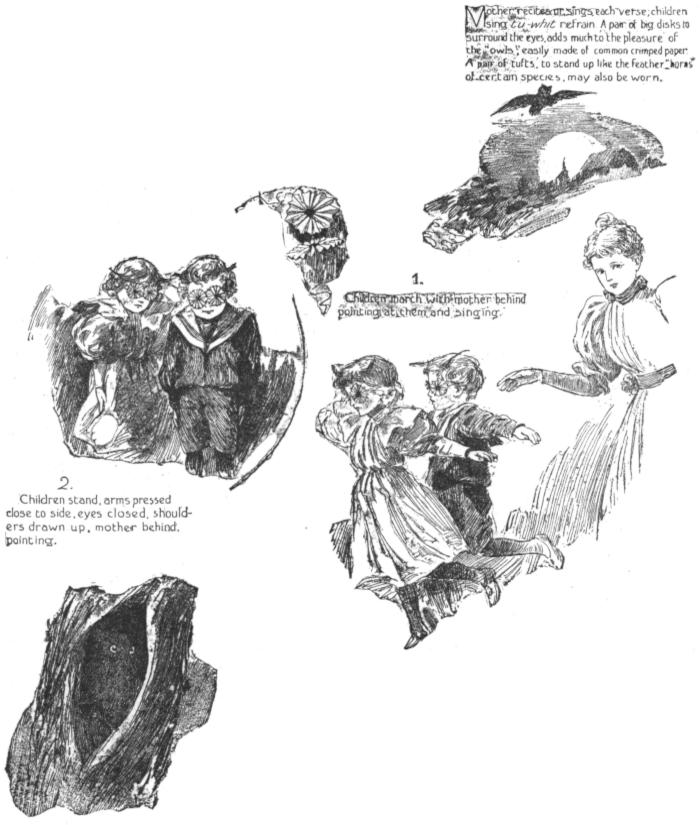 Mother recites or sings each verse; children
sing tu-whit refrain. A pair of big disks to
surround the eyes, adds much to the pleasure of
the "owls", easily made of common crimped paper.
A pair of tufts, to stand up like the feather "horns"
of certain species, may also be worn.
1.
Children march with mother behind
pointing at them and singing.
2.
Children stand, arms pressed
close to side, eyes closed, should-
ers drawn up, mother behind,
pointing.